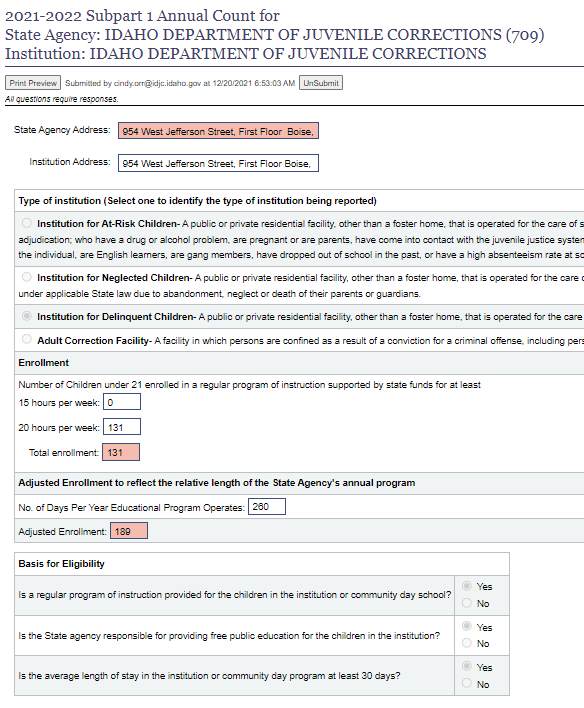 2021-2022 Subpart 1 Annual Count for
State Agency: IDAHO DEPARTMENT OF JUVENILE CORRECTIONS (709)
Institution: IDAHO DEPARTMENT OF JUVENILE CORRECTIONS
Print Preview Submitted by cindy.orr@idjc.idaho.gov at 12/20/2021 6:53:03 AM UnSubmit
All questions require responses.
State Agency Address: 954 West Jefferson Street, First Floor Boise,
Institution Address: 954 West Jefferson Street, First Floor Boise,
Type of institution (Select one to identify the type of institution being reported)
Institution for At-Risk Children- A public or private residential facility, other than a foster home, that is operated for the care of s
adjudication; who have a drug or alcohol problem, are pregnant or are parents, have come into contact with the juvenile justice system
the individual, are English learners, are gang members, have dropped out of school in the past, or have a high absenteeism rate at sc
Institution for Neglected Children- A public or private residential facility, other than a foster home, that is operated for the care o
under applicable State law due to abandonment, neglect or death of their parents or guardians.
Institution for Delinquent Children- A public or private residential facility, other than a foster home, that is operated for the care
Adult Correction Facility- A facility in which persons are confined as a result of a conviction for a criminal offense, including pers
Enrollment
Number of Children under 21 enrolled in a regular program of instruction supported by state funds for at least
15 hours per week: 0
20 hours per week: 131
Total enrollment: 131
Adjusted Enrollment to reflect the relative length of the State Agency's annual program
No. of Days Per Year Educational Program Operates: 260
Adjusted Enrollment: 189
Basis for Eligibility
Is a regular program of instruction provided for the children in the institution or community day school? Yes
No
Is the State agency responsible for providing free public education for the children in the institution? Yes
No
Is the average length of stay in the institution or community day program at least 30 days? Yes
No